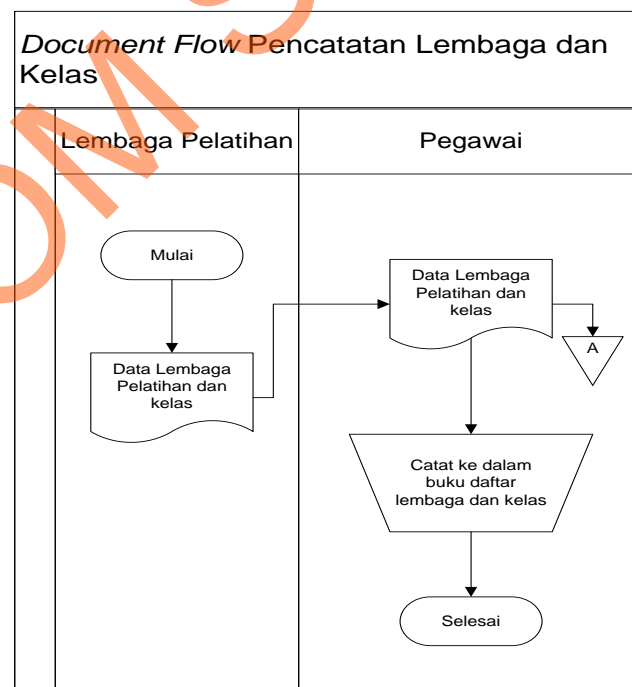 Document Flow Pencatatan Lembaga dan
Kelas
Lembaga Pelatihan
Pegawai
Mulai
Data Lembaga
Pelatihan dan
kelas
Data Lembaga
Pelatihan dan
kelas
A
Catat ke dalam
buku daftar
lembaga dan kelas
Selesai